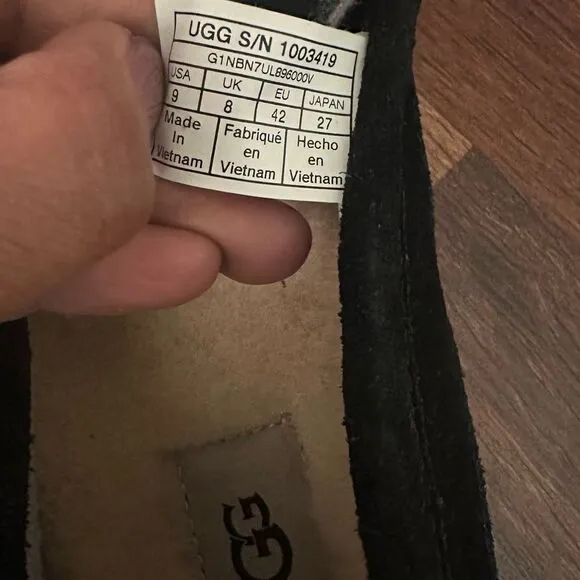 UGG S/N 1003419
G1NBN7UL896000V
USA UK EU JAPAN
9 8 42 27
Made In Vietnam
Fabriqué en Vietnam
Hecho en Vietnam
UGG